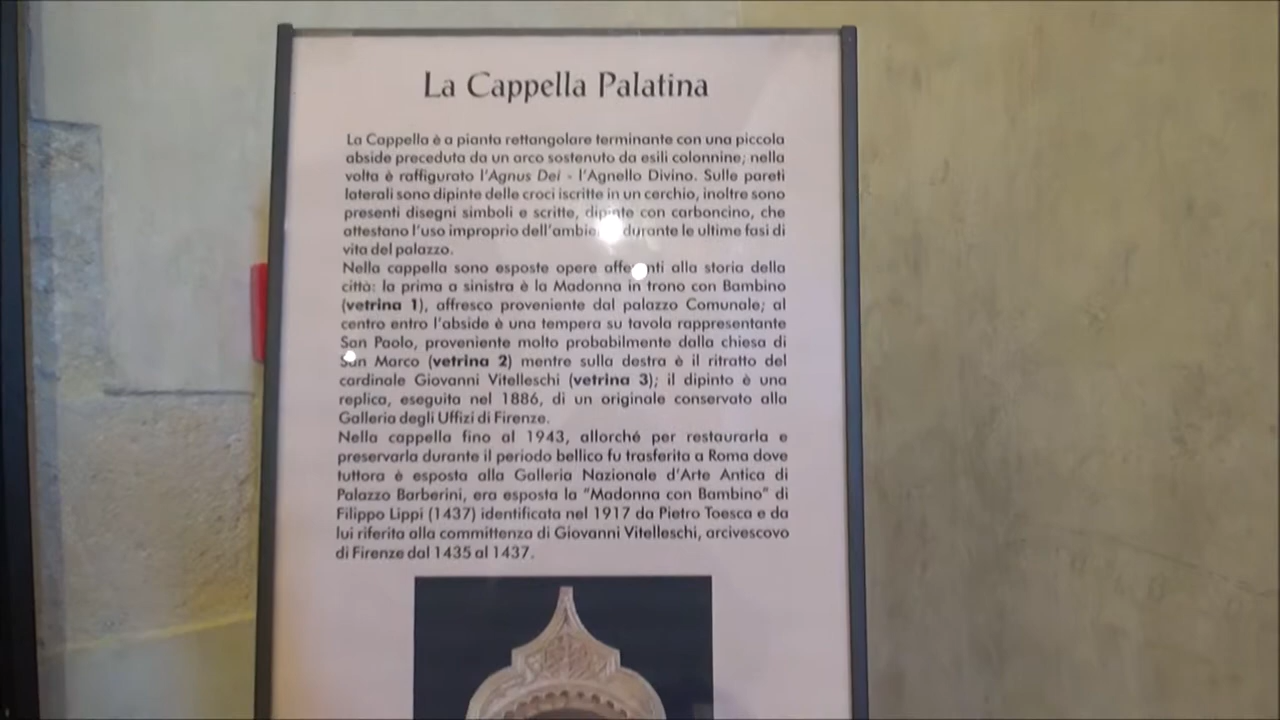 La Cappella Palatina
La Cappella è a pianta rettangolare terminante con una piccola
abside preceduta da un arco sostenuto da esili colonnine; nella
volta è raffigurato l'Agnus Dei - l'Agnello Divino. Sulle pareti
laterali sono dipinte delle croci iscritte in un cerchio, inoltre sono
presenti disegni simboli e scritte, dipinte con carboncino, che
attestano l'uso improprio dell' durante le ultime fasi di
vita del palazzo.
Nella cappella sono esposte opere alla storia della
città: la prima a sinistra è la Madonna in trono con Bambino
(vetrina 1), affresco proveniente dal palazzo Comunale; al
centro entro l'abside è una tempera su tavola rappresentante
San Paolo, proveniente molto probabilmente dalla chiesa di
San Marco (vetrina 2) mentre sulla destra è il ritratto del
cardinale Giovanni Vitelleschi (vetrina 3); il dipinto è una
replica, eseguita nel 1886, di un originale conservato alla
Galleria degli Uffizi di Firenze.
Nella cappella fino al 1943, allorché per restaurarla e
preservarla durante il periodo bellico fu trasferita a Roma dove
tuttora è esposta alla Galleria Nazionale d'Arte Antica di
Palazzo Barberini, era esposta la "Madonna con Bambino" di
Filippo Lippi (1437) identificata nel 1917 da Pietro Toesca e da
lui riferita alla committenza di Giovanni Vitelleschi, arcivescovo
di Firenze dal 1435 al 1437.